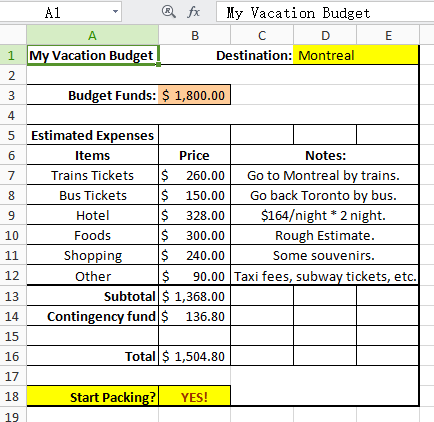 A1 fx My Vacation Budget
A B C D E
1 My Vacation Budget Destination: Montreal
2
3 Budget Funds: $ 1,800.00
4
5 Estimated Expenses
6 Items Price Notes:
7 Trains Tickets $ 260.00 Go to Montreal by trains.
8 Bus Tickets $ 150.00 Go back Toronto by bus.
9 Hotel $ 328.00 $164/night * 2 night.
10 Foods $ 300.00 Rough Estimate.
11 Shopping $ 240.00 Some souvenirs.
12 Other $ 90.00 Taxi fees, subway tickets, etc.
13 Subtotal $ 1,368.00
14 Contingency fund $ 136.80
15
16 Total $ 1,504.80
17
18 Start Packing? YES!
19